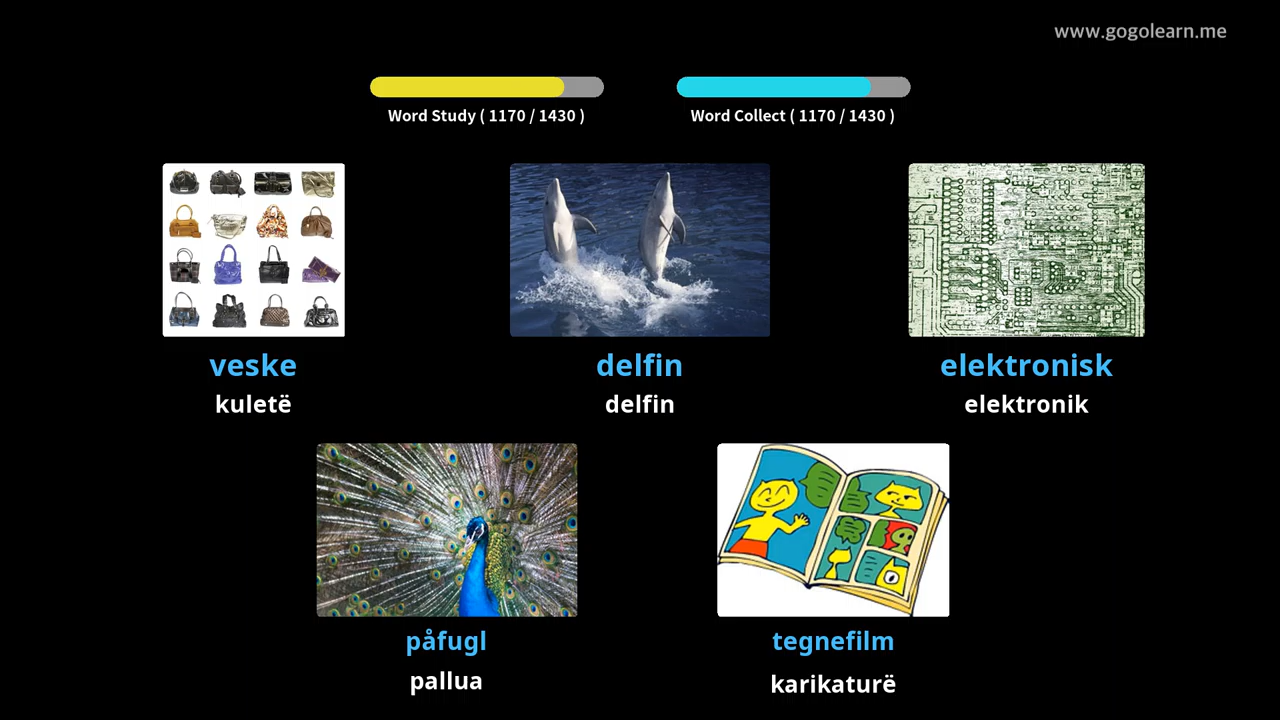 www.gogolearn.me
Word Study ( 1170 / 1430 )
Word Collect ( 1170 / 1430 )
veske
kuletë
delfin
delfin
elektronisk
elektronik
påfugl
pallua
tegnefilm
karikaturë